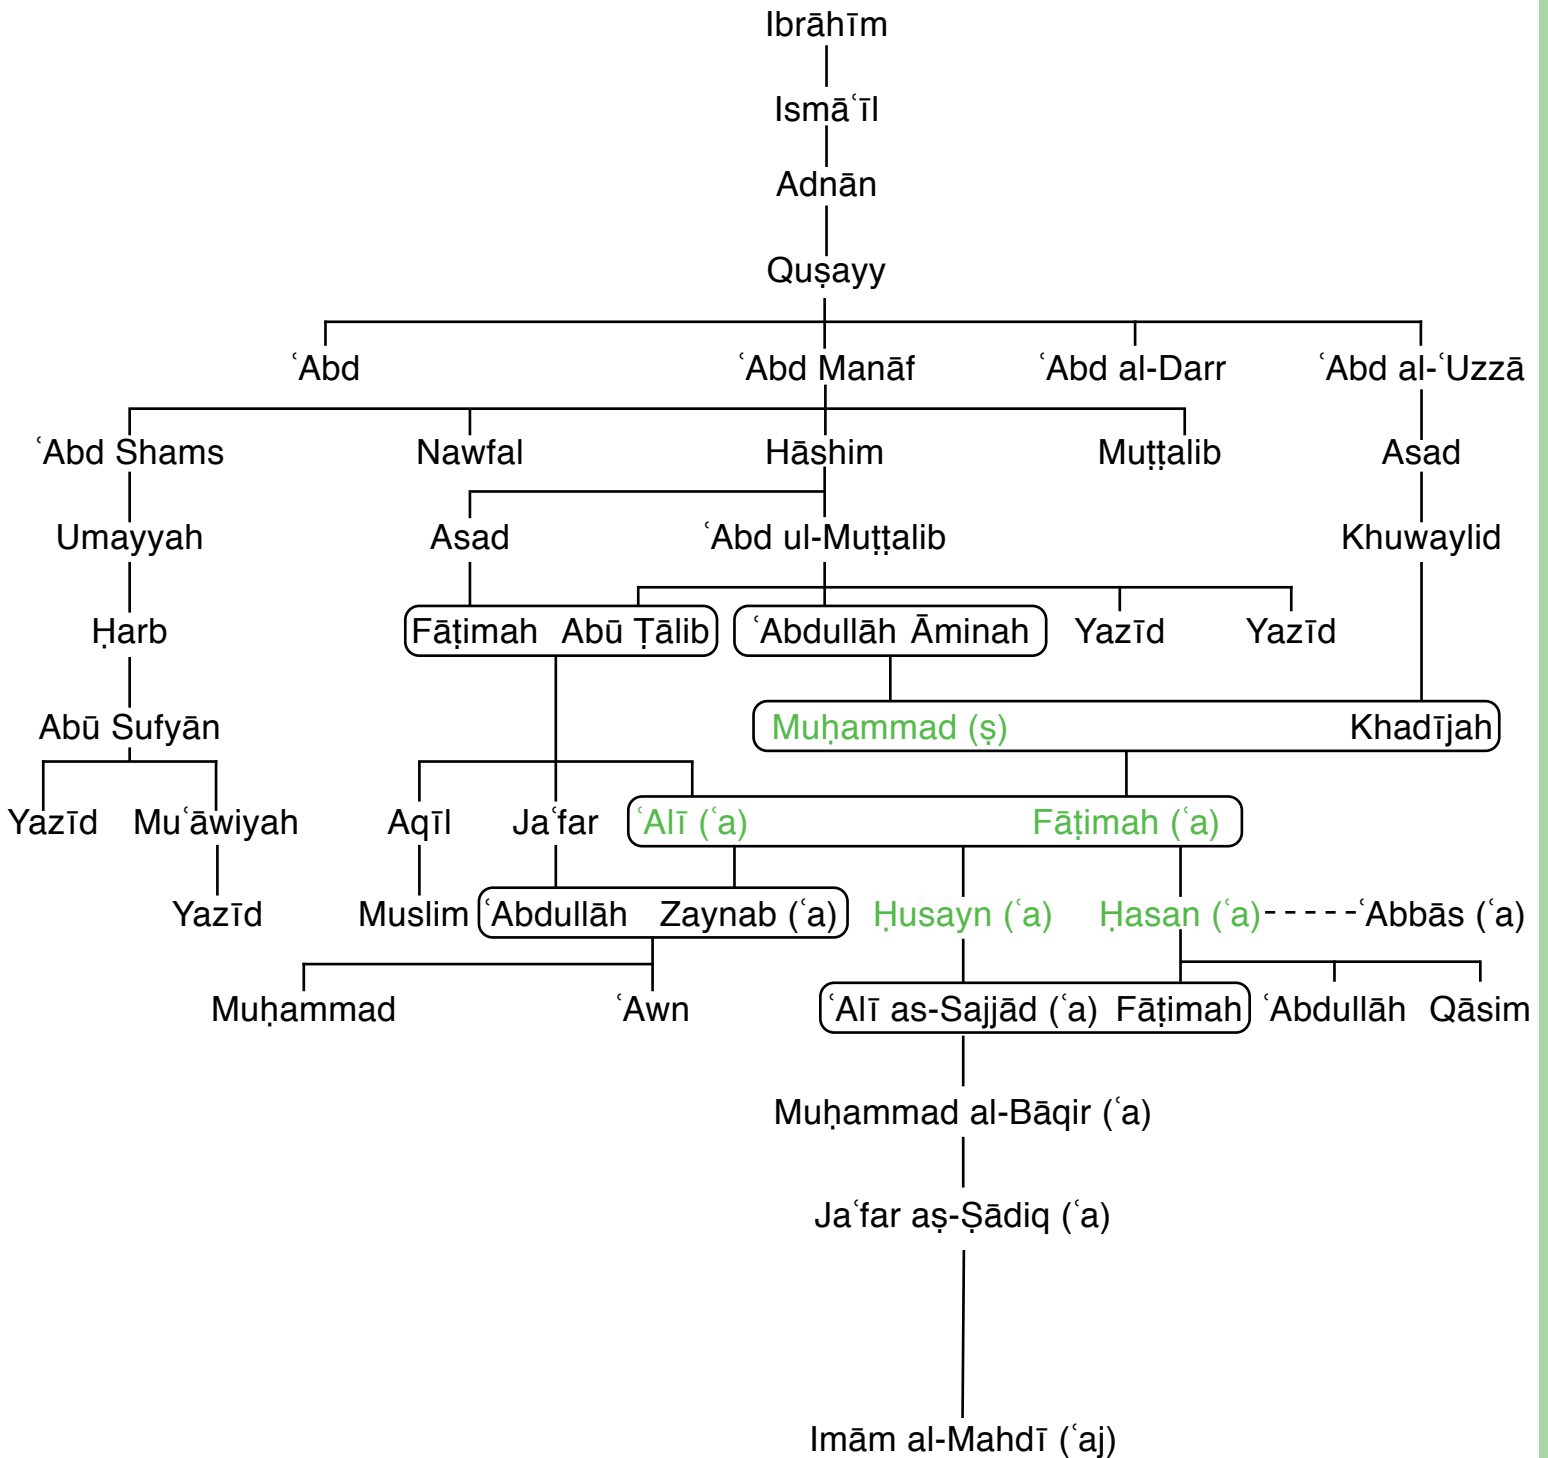 Ibrāhīm
Ismāʿīl
Adnān
Quṣayy
ʿAbd ʿAbd Manāf ʿAbd al-Darr ʿAbd al-ʿUzzā
ʿAbd Shams Nawfal Hāshim Muṭṭalib Asad
Umayyah Asad ʿAbd ul-Muṭṭalib Khuwaylid
Ḥarb Fāṭimah Abū Ṭālib ʿAbdullāh Āminah Yazīd Yazīd
Abū Sufyān Muḥammad (ṣ) Khadījah
Yazīd Muʿāwiyah Aqīl Jaʿfar ʿAlī (ʿa) Fāṭimah (ʿa)
Yazīd Muslim ʿAbdullāh Zaynab (ʿa) Ḥusayn (ʿa) Ḥasan (ʿa) ʿAbbās (ʿa)
Muḥammad ʿAwn ʿAlī as-Sajjād (ʿa) Fāṭimah ʿAbdullāh Qāsim
Muḥammad al-Bāqir (ʿa)
Jaʿfar aṣ-Ṣādiq (ʿa)
Imām al-Mahdī (ʿaj)